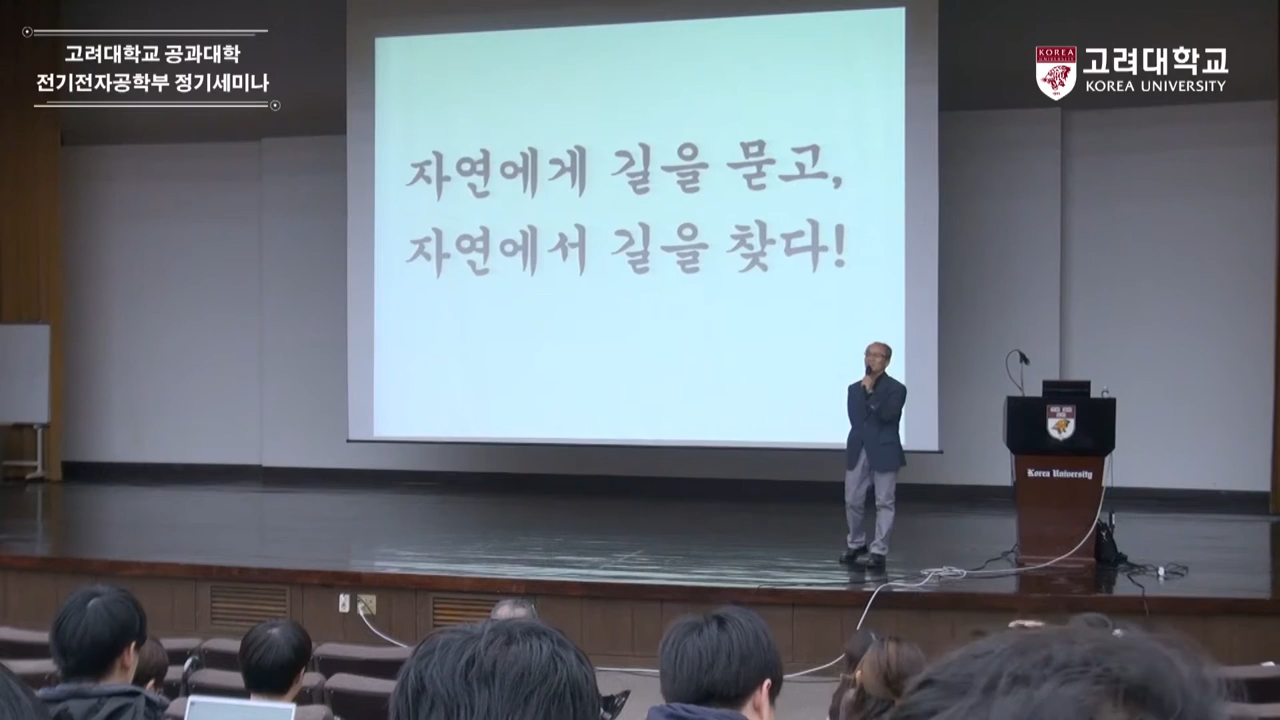 고려대학교 공과대학
전기전자공학부 정기세미나
KOREA
UNIVERSITY
고려대학교
KOREA UNIVERSITY
자연에게 길을 묻고,
자연에서 길을 찾다!
Korea University